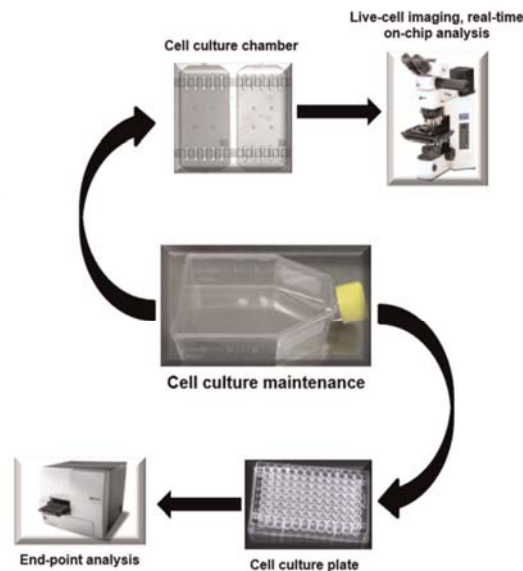 Live-cell imaging, real-time
on-chip analysis
Cell culture chamber
Cell culture maintenance
End-point analysis
Cell culture plate